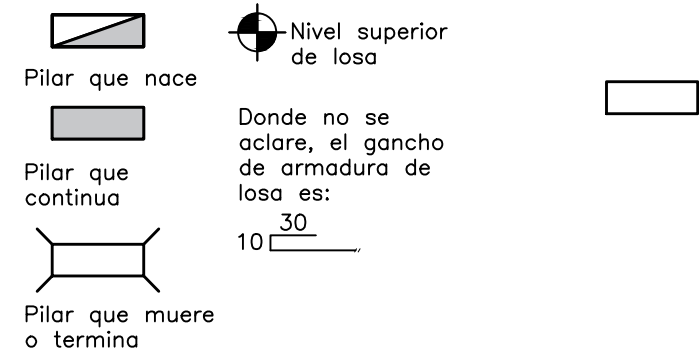 Pilar que nace
Pilar que
continua
Pilar que muere
o termina
Nivel superior
de losa
Donde no se
aclare, el gancho
de armadura de
losa es:
30
10